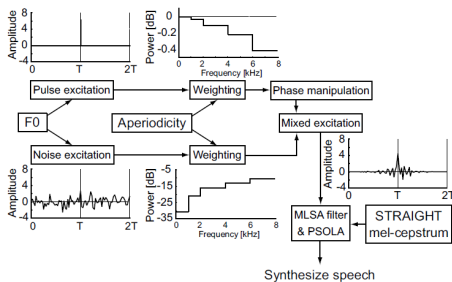 Amplitude
8
4
0
-4
0 T 2T
Power [dB]
0
-0.2
-0.4
0 2 4 6 8
Frequency [kHz]
Pulse excitation
Weighting
Phase manipulation
F0
Aperiodicity
Mixed excitation
Noise excitation
Weighting
Amplitude
8
4
0
-4
0 T 2T
Power [dB]
-5
-15
-25
-35
0 2 4 6 8
Frequency [kHz]
Amplitude
8
4
0
-4
0 T 2T
MLSA filter
& PSOLA
STRAIGHT
mel-cepstrum
Synthesize speech